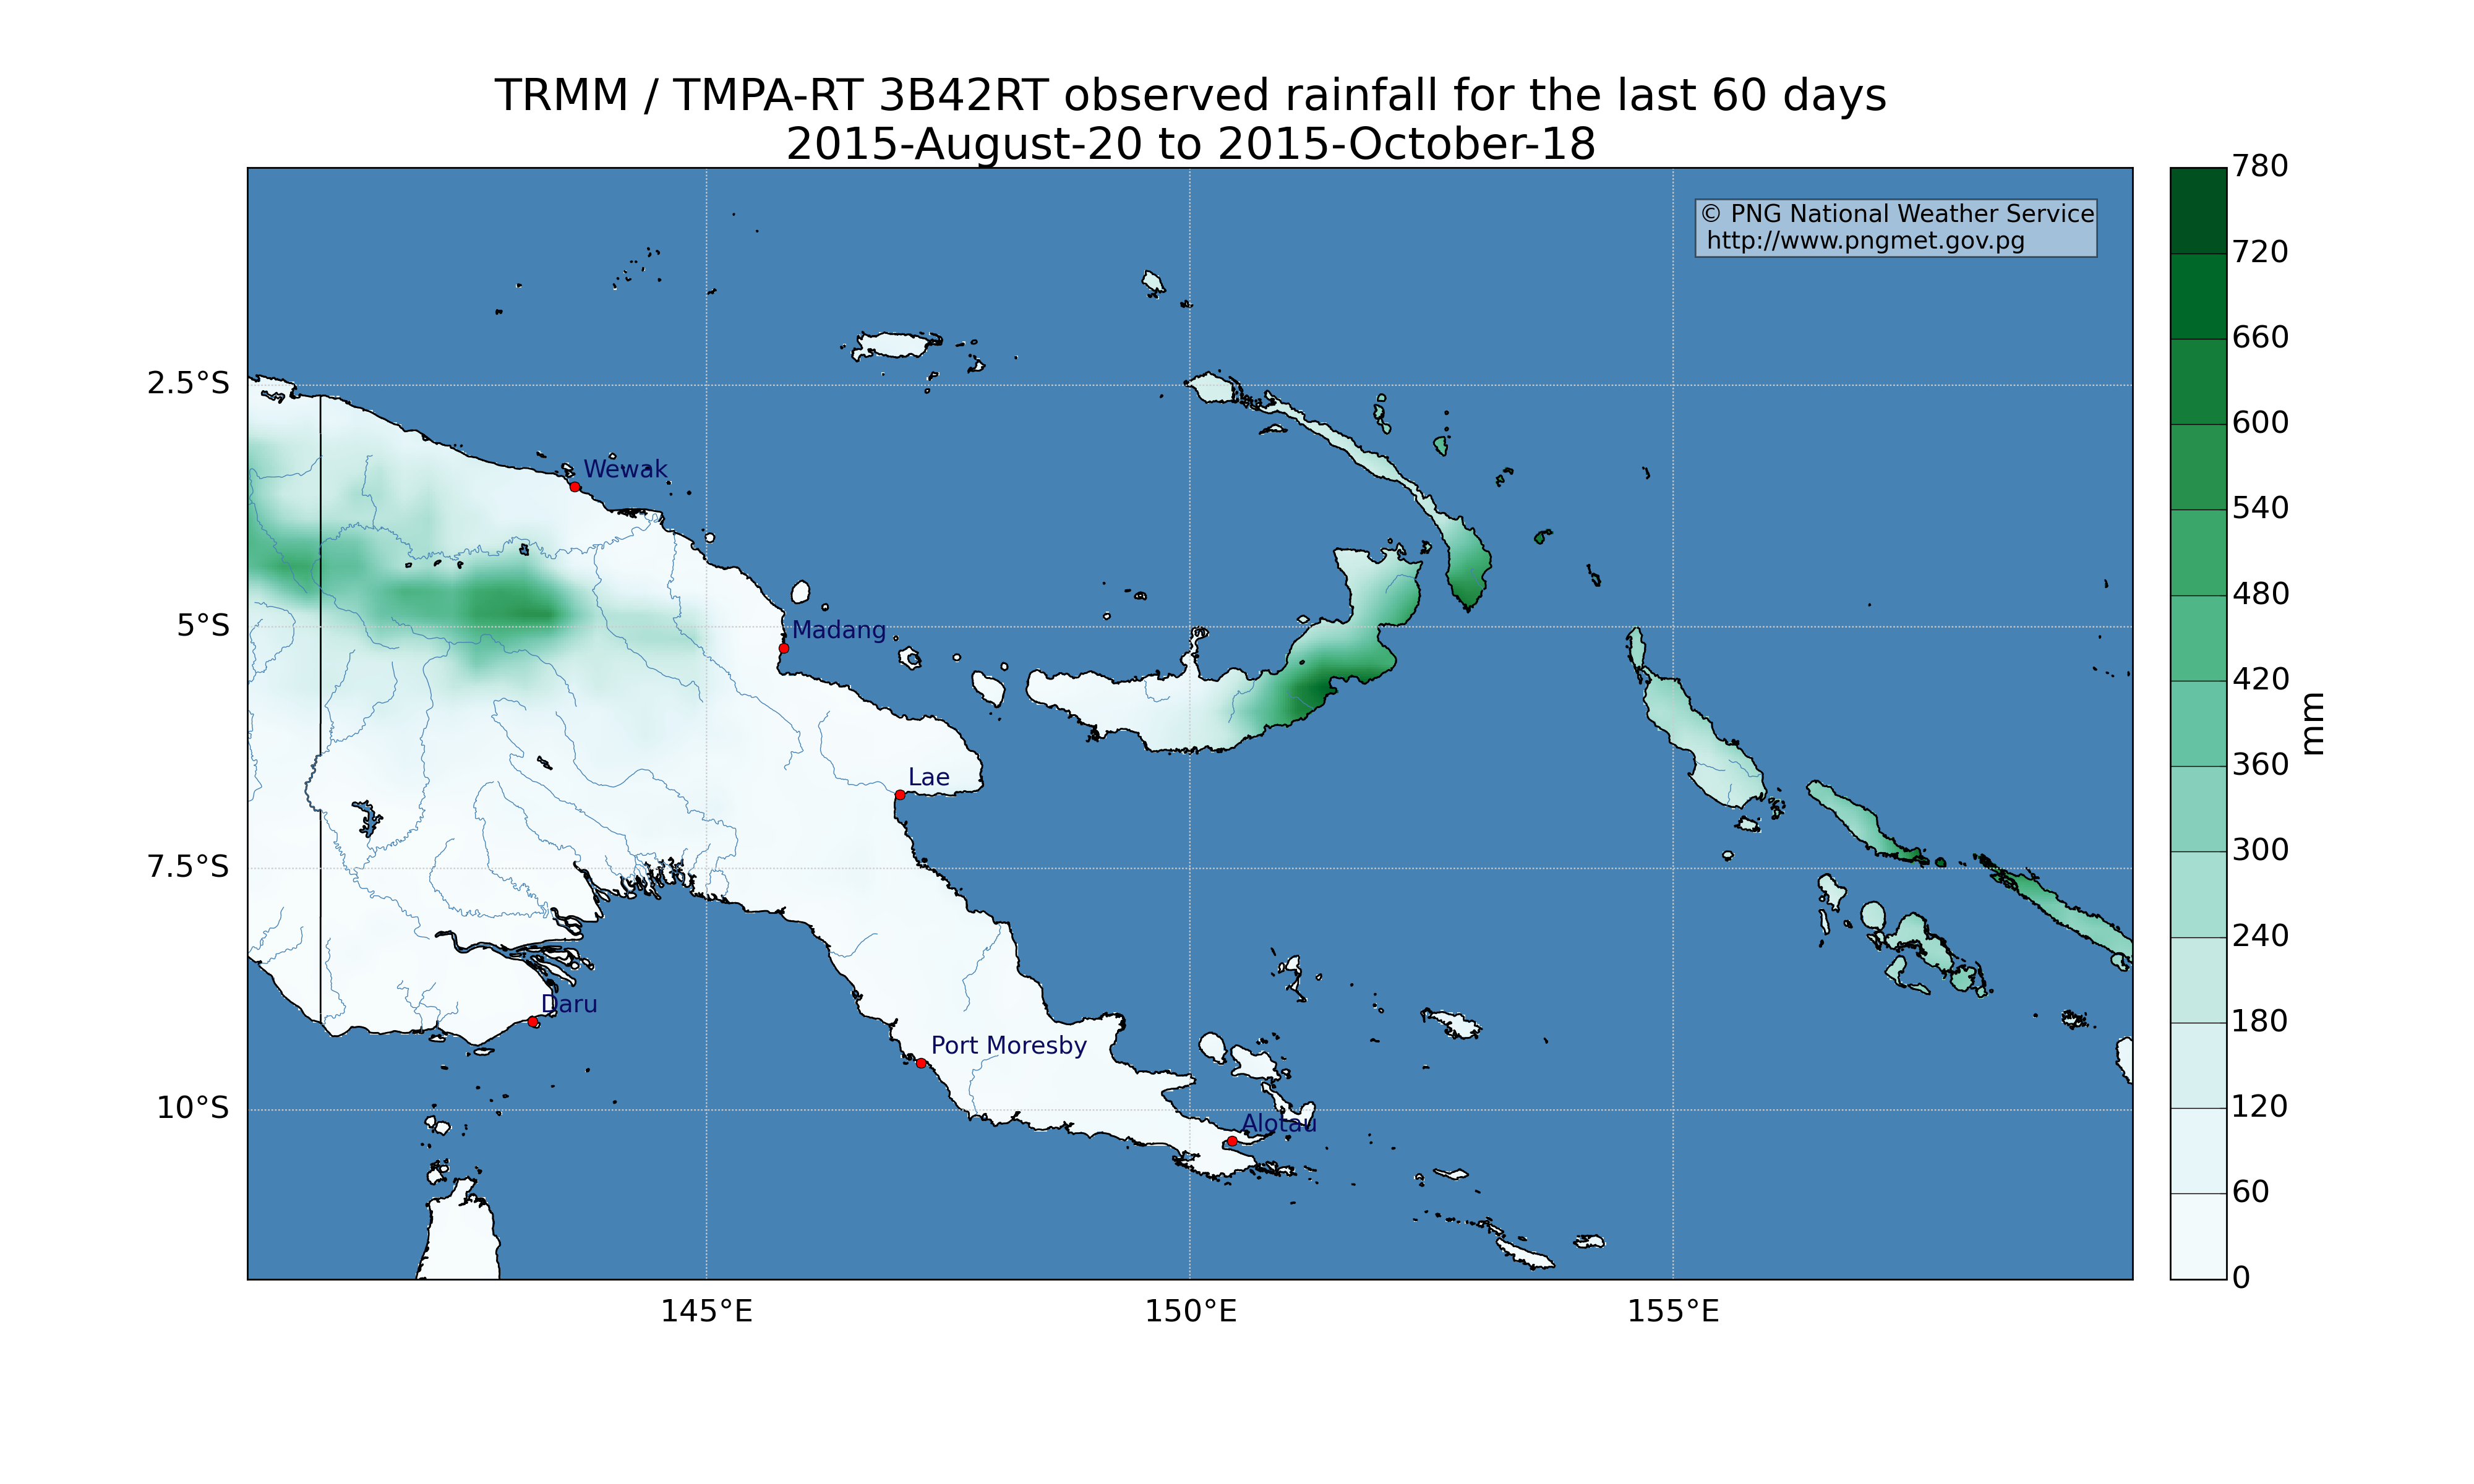 TRMM / TMPA-RT 3B42RT observed rainfall for the last 60 days
2015-August-20 to 2015-October-18
© PNG National Weather Service
http://www.pngmet.gov.pg
780
720
660
600
540
480
420
360
300
240
180
120
60
0
mm
2.5°S
5°S
7.5°S
10°S
Wewak
Madang
Lae
Daru
Port Moresby
Alotau
145°E
150°E
155°E